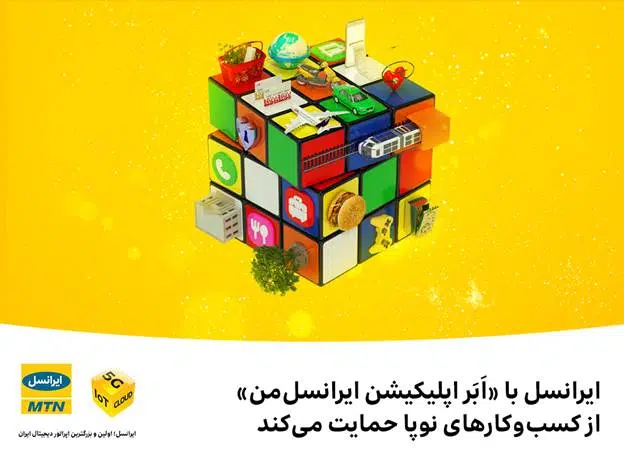 ایرانسل با «اَبَر اپلیکیشن ایرانسل‌من»
از کسب‌وکارهای نوپا حمایت می‌کند
ایرانسل
MTN
5G
IoT
CLOUD
ایرانسل؛ اولین و بزرگترین اپراتور دیجیتال ایران